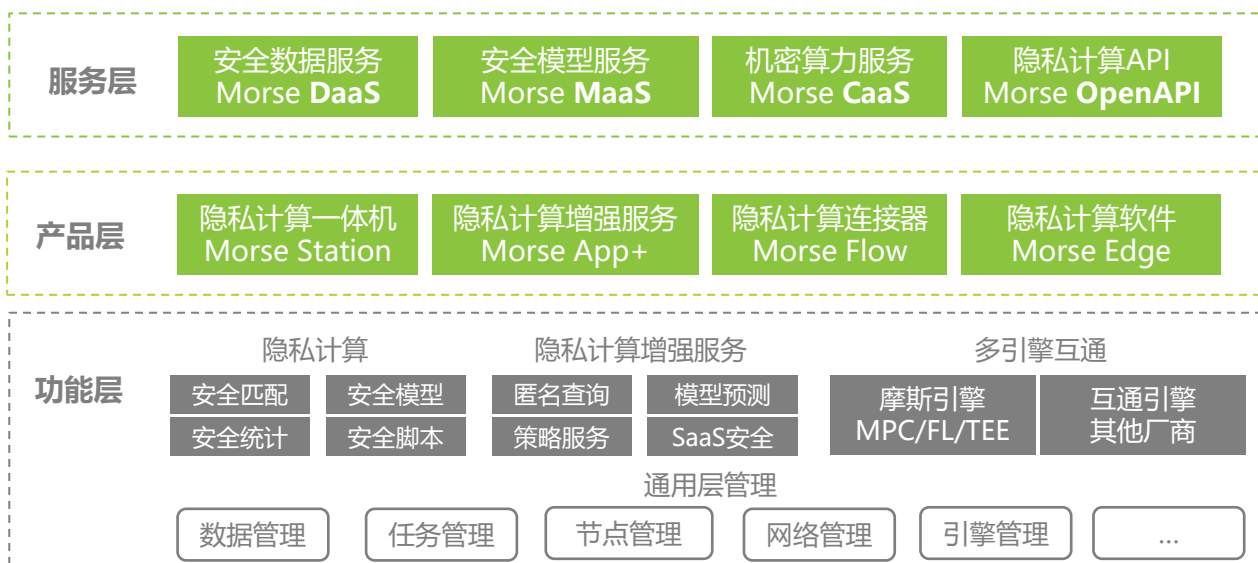 服务层
安全数据服务
Morse DaaS
安全模型服务
Morse MaaS
机密算力服务
Morse CaaS
隐私计算API
Morse OpenAPI
产品层
隐私计算一体机
Morse Station
隐私计算增强服务
Morse App+
隐私计算连接器
Morse Flow
隐私计算软件
Morse Edge
功能层
隐私计算
安全匹配
安全模型
安全统计
安全脚本
隐私计算增强服务
匿名查询
模型预测
策略服务
SaaS安全
多引擎互通
摩斯引擎
MPC/FL/TEE
互通引擎
其他厂商
通用层管理
数据管理
任务管理
节点管理
网络管理
引擎管理
...